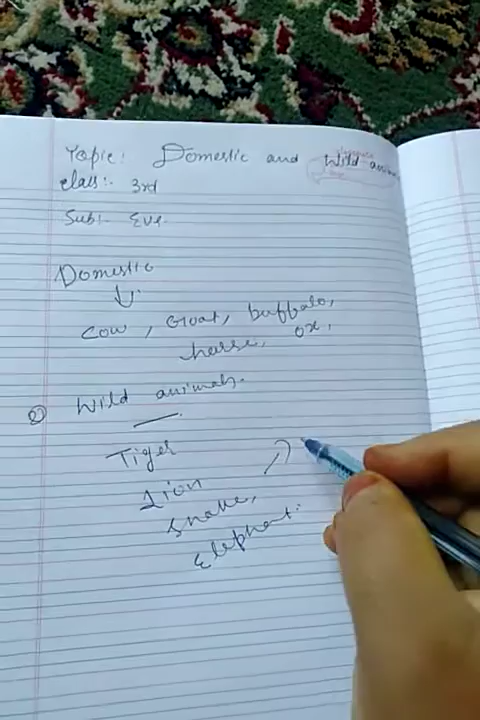 Topic: Domestic and Wild animals
Class:- 3rd
Sub:- Evs.
Domestic
↓
Cow, Goat, buffalo,
horse, ox,
② Wild animals.
Tiger
Lion
Snake,
Elephant.